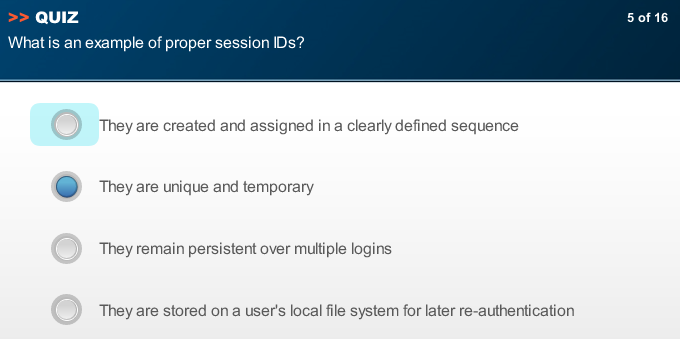 >> QUIZ
5 of 16
What is an example of proper session IDs?
They are created and assigned in a clearly defined sequence
They are unique and temporary
They remain persistent over multiple logins
They are stored on a user's local file system for later re-authentication